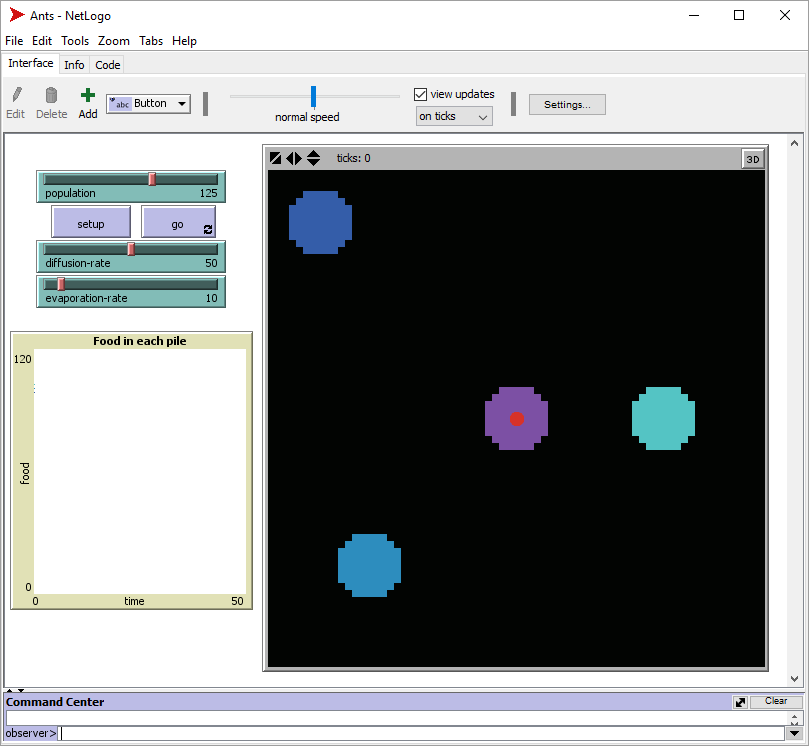 Ants - NetLogo
File Edit Tools Zoom Tabs Help
Interface Info Code
Edit Delete Add abc Button normal speed view updates on ticks Settings...
ticks: 0 3D
population 125
setup go
diffusion-rate 50
evaporation-rate 10
Food in each pile
120
food
0
0 time 50
Command Center Clear
observer>